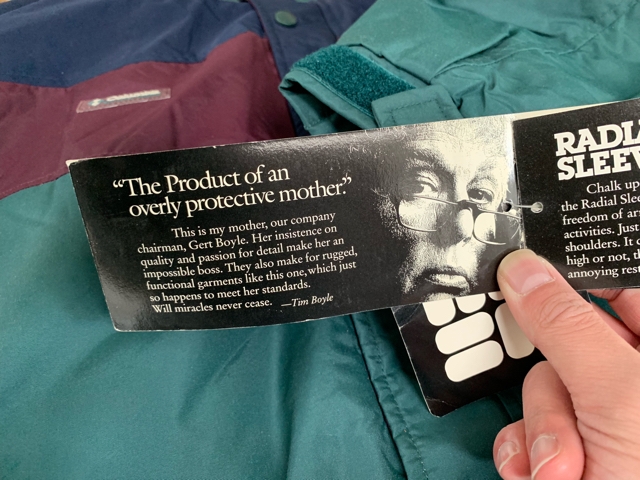 “The Product of an
overly protective mother.”
This is my mother, our company
chairman, Gert Boyle. Her insistence on
quality and passion for detail make her an
impossible boss. They also make for rugged,
functional garments like this one, which just
so happens to meet her standards.
Will miracles never cease. —Tim Boyle
RADIA
SLEEV
Chalk up
the Radial Slee
freedom of
activities. Just
shoulders. It
high or not, th
annoying rest